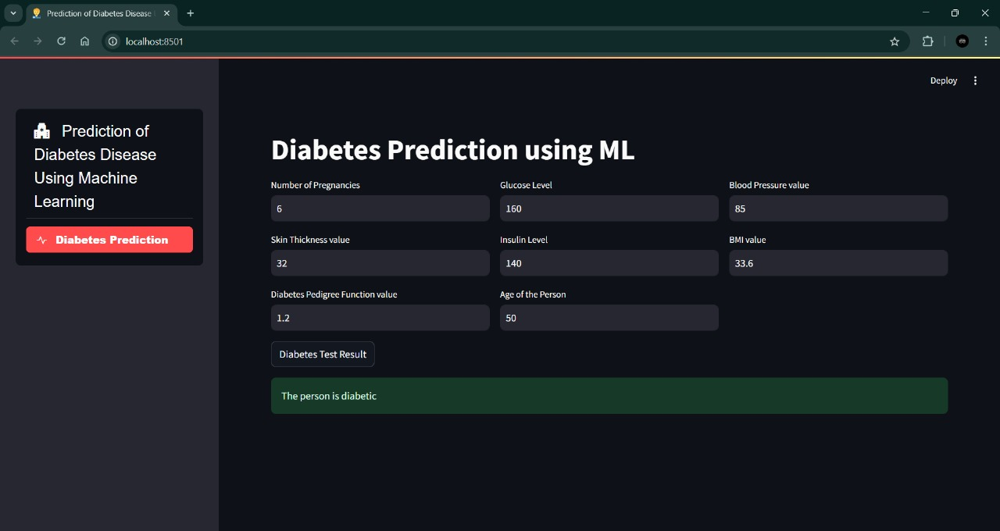 Prediction of Diabetes Disease
localhost:8501
Deploy
Prediction of
Diabetes Disease
Using Machine
Learning
Diabetes Prediction
Diabetes Prediction using ML
Number of Pregnancies
Glucose Level
Blood Pressure value
6
160
85
Skin Thickness value
Insulin Level
BMI value
32
140
33.6
Diabetes Pedigree Function value
Age of the Person
1.2
50
Diabetes Test Result
The person is diabetic